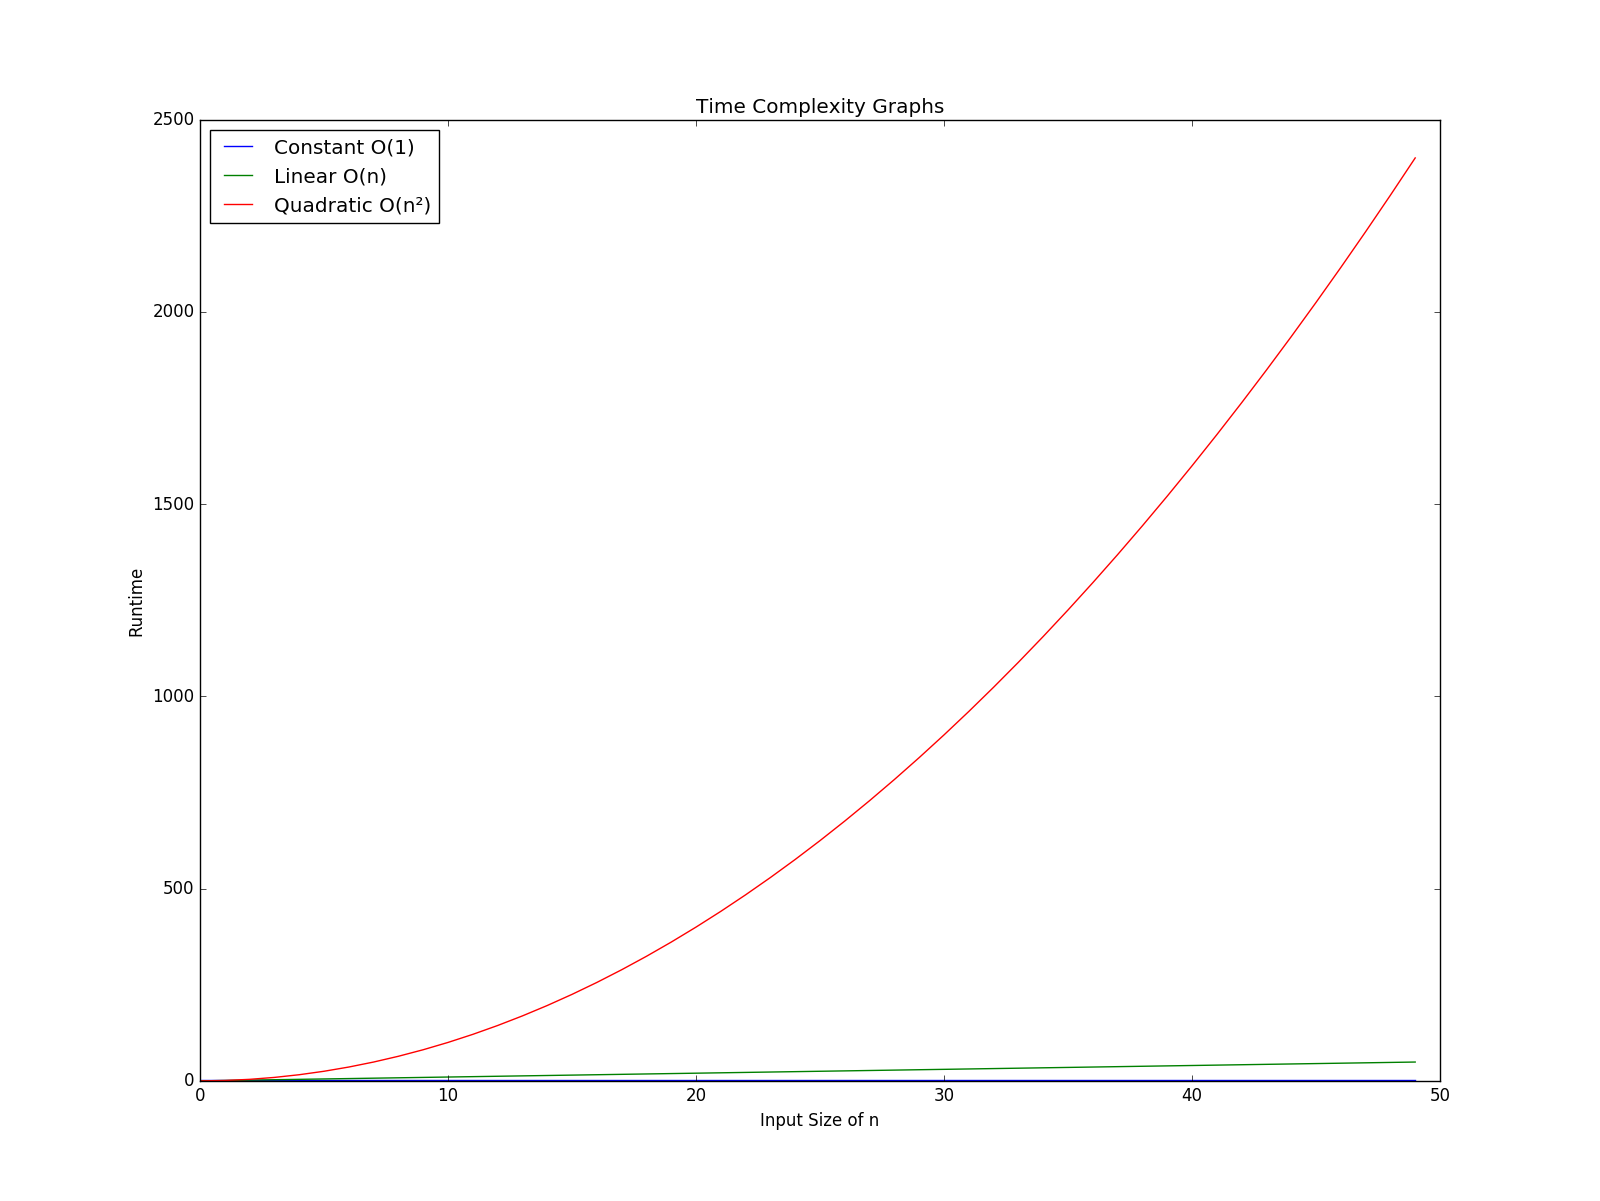 Time Complexity Graphs
Constant O(1)
Linear O(n)
Quadratic O(n²)
2500
2000
1500
1000
500
0
Runtime
0 10 20 30 40 50
Input Size of n